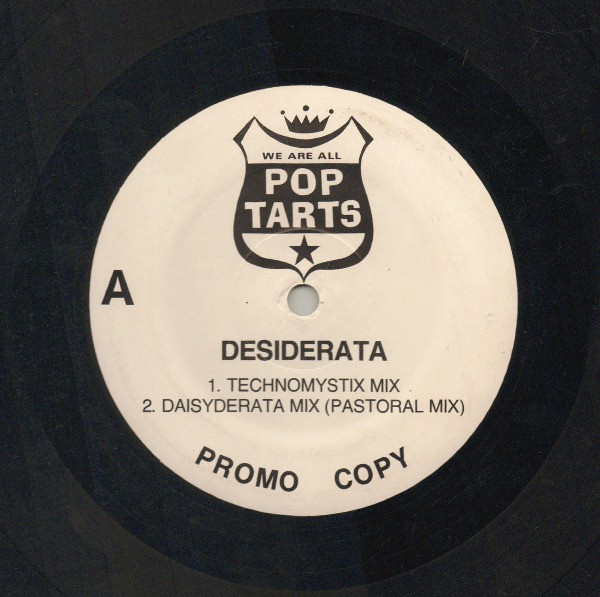 WE ARE ALL
POP
TARTS
A
DESIDERATA
1. TECHNOMYSTIX MIX
2. DAISYDERATA MIX (PASTORAL MIX)
PROMO COPY